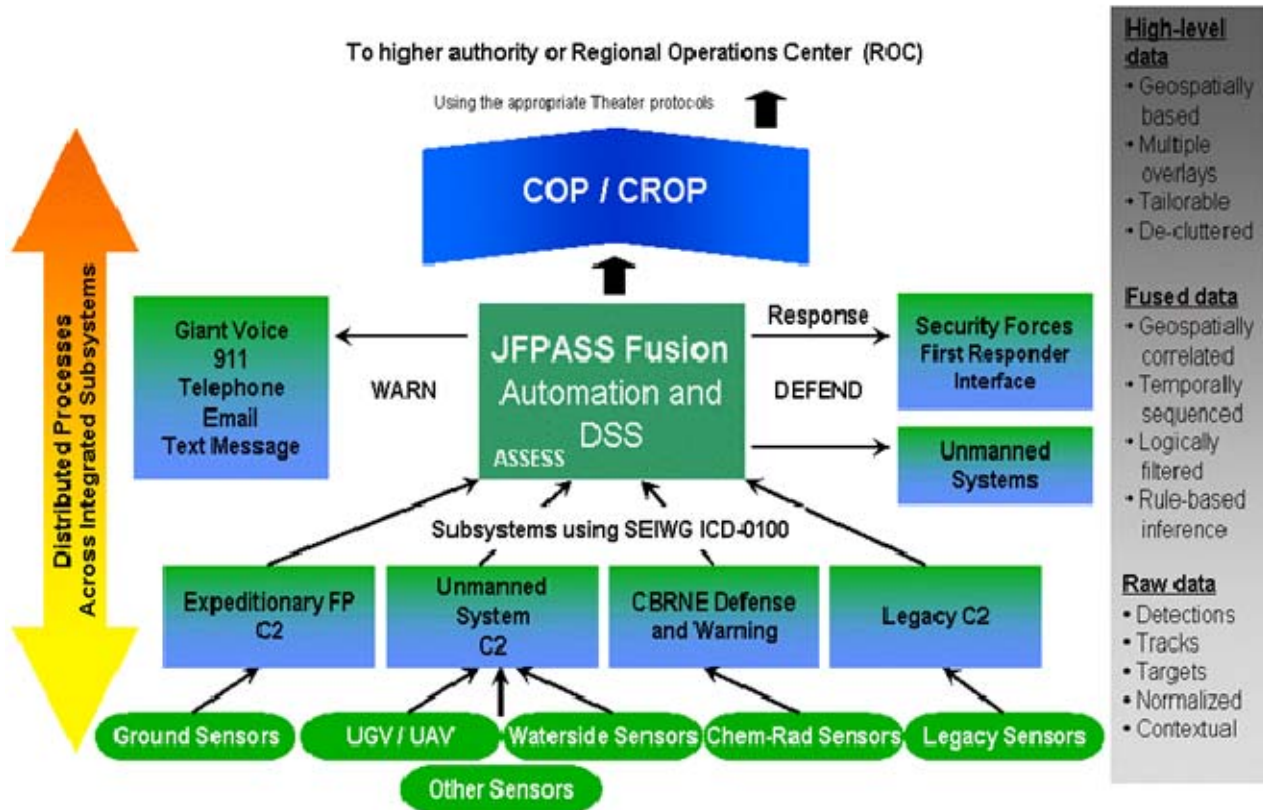 To higher authority or Regional Operations Center (ROC)
Using the appropriate Theater protocols
COP / CROP
Distributed Processes
Across Integrated Subsystems
Giant Voice
911
Telephone
Email
Text Message
WARN
JFPASS Fusion
Automation and
DSS
ASSESS
Response
DEFEND
Security Forces
First Responder
Interface
Unmanned
Systems
Subsystems using SEIWG ICD-0100
Expeditionary FP
C2
Unmanned
System
C2
CBRNE Defense
and Warning
Legacy C2
Ground Sensors
UGV / UAV
Waterside Sensors
Chem-Rad Sensors
Legacy Sensors
Other Sensors
High-level
data
• Geospatially
based
• Multiple
overlays
• Tailorable
• De-cluttered
Fused data
• Geospatially
correlated
• Temporally
sequenced
• Logically
filtered
• Rule-based
inference
Raw data
• Detections
• Tracks
• Targets
• Normalized
• Contextual